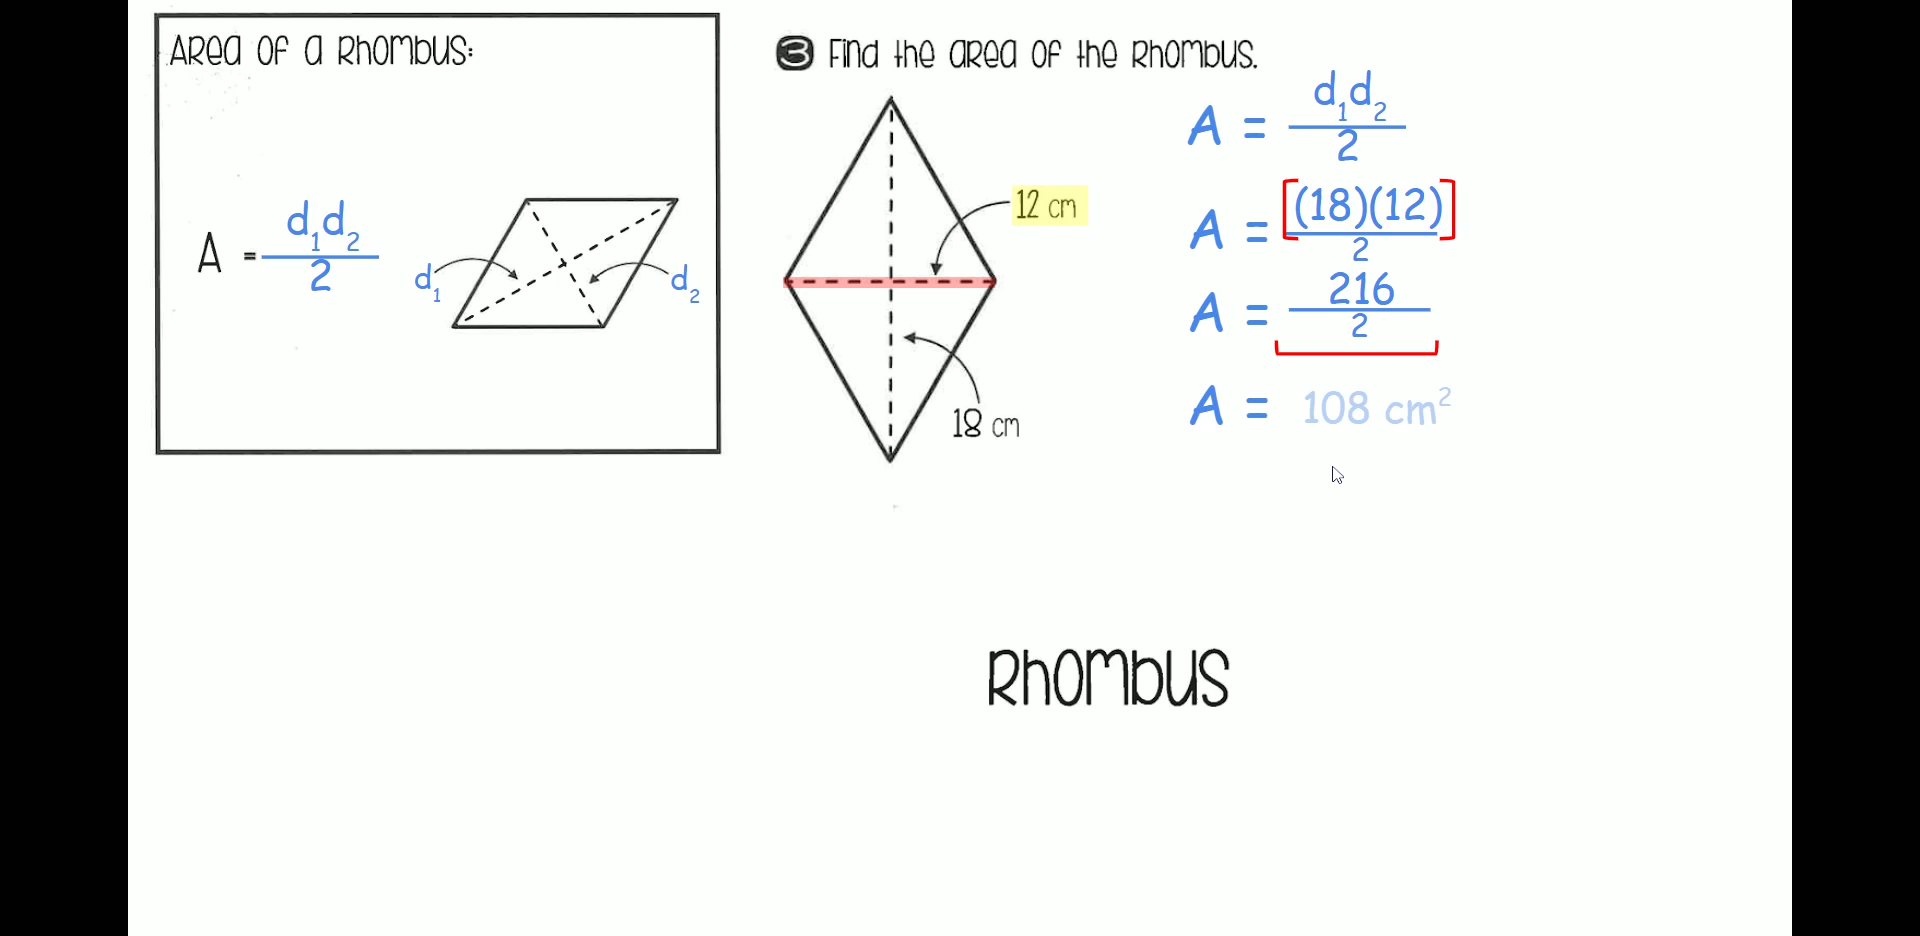 Area of a Rhombus:
A = d₁d₂/2
d₁
d₂
3 Find the area of the Rhombus.
12 cm
18 cm
A = d₁d₂/2
A = [(18)(12)]/2
A = 216/2
A = 108 cm²
Rhombus